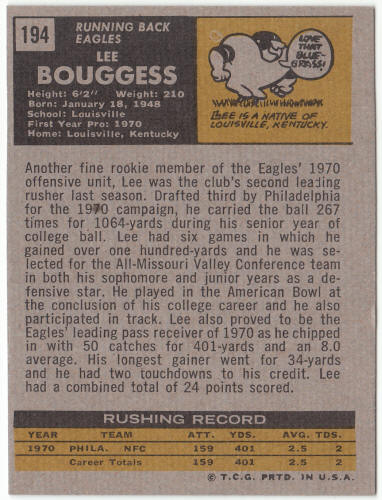 194
RUNNING BACK
EAGLES
LEE
BOUGGESS
Height: 6'2" Weight: 210
Born: January 18, 1948
School: Louisville
First Year Pro: 1970
Home: Louisville, Kentucky
LOVE
THAT
BLUE-
GRASS!
LEE IS A NATIVE OF
LOUISVILLE, KENTUCKY.
Another fine rookie member of the Eagles' 1970
offensive unit, Lee was the club's second leading
rusher last season. Drafted third by Philadelphia
for the 1970 campaign, he carried the ball 267
times for 1064-yards during his senior year of
college ball. Lee had six games in which he
gained over one hundred-yards and he was se-
lected for the All-Missouri Valley Conference team
in both his sophomore and junior years as a de-
fensive star. He played in the American Bowl at
the conclusion of his college career and he also
participated in track. Lee also proved to be the
Eagles' leading pass receiver of 1970 as he chipped
in with 50 catches for 401-yards and an 8.0
average. His longest gainer went for 34-yards
and he had two touchdowns to his credit. Lee
had a combined total of 24 points scored.
RUSHING RECORD
YEAR TEAM ATT. YDS. AVG. TDS.
1970 PHILA. NFC 159 401 2.5 2
Career Totals 159 401 2.5 2
© T.C.G. PRTD. IN U.S.A.